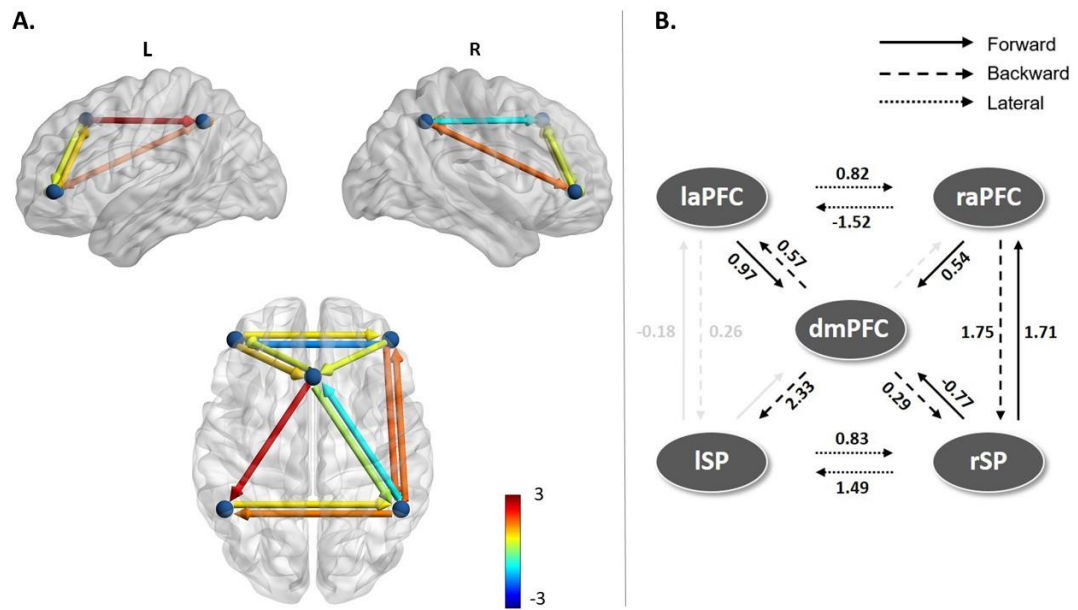 A.
L
R
3
-3
B.
Forward
Backward
Lateral
laPFC
0.82
-1.52
raPFC
0.97
0.57
0.54
dmPFC
-0.18
0.26
1.75
1.71
2.33
0.29
-0.77
lSP
0.83
1.49
rSP